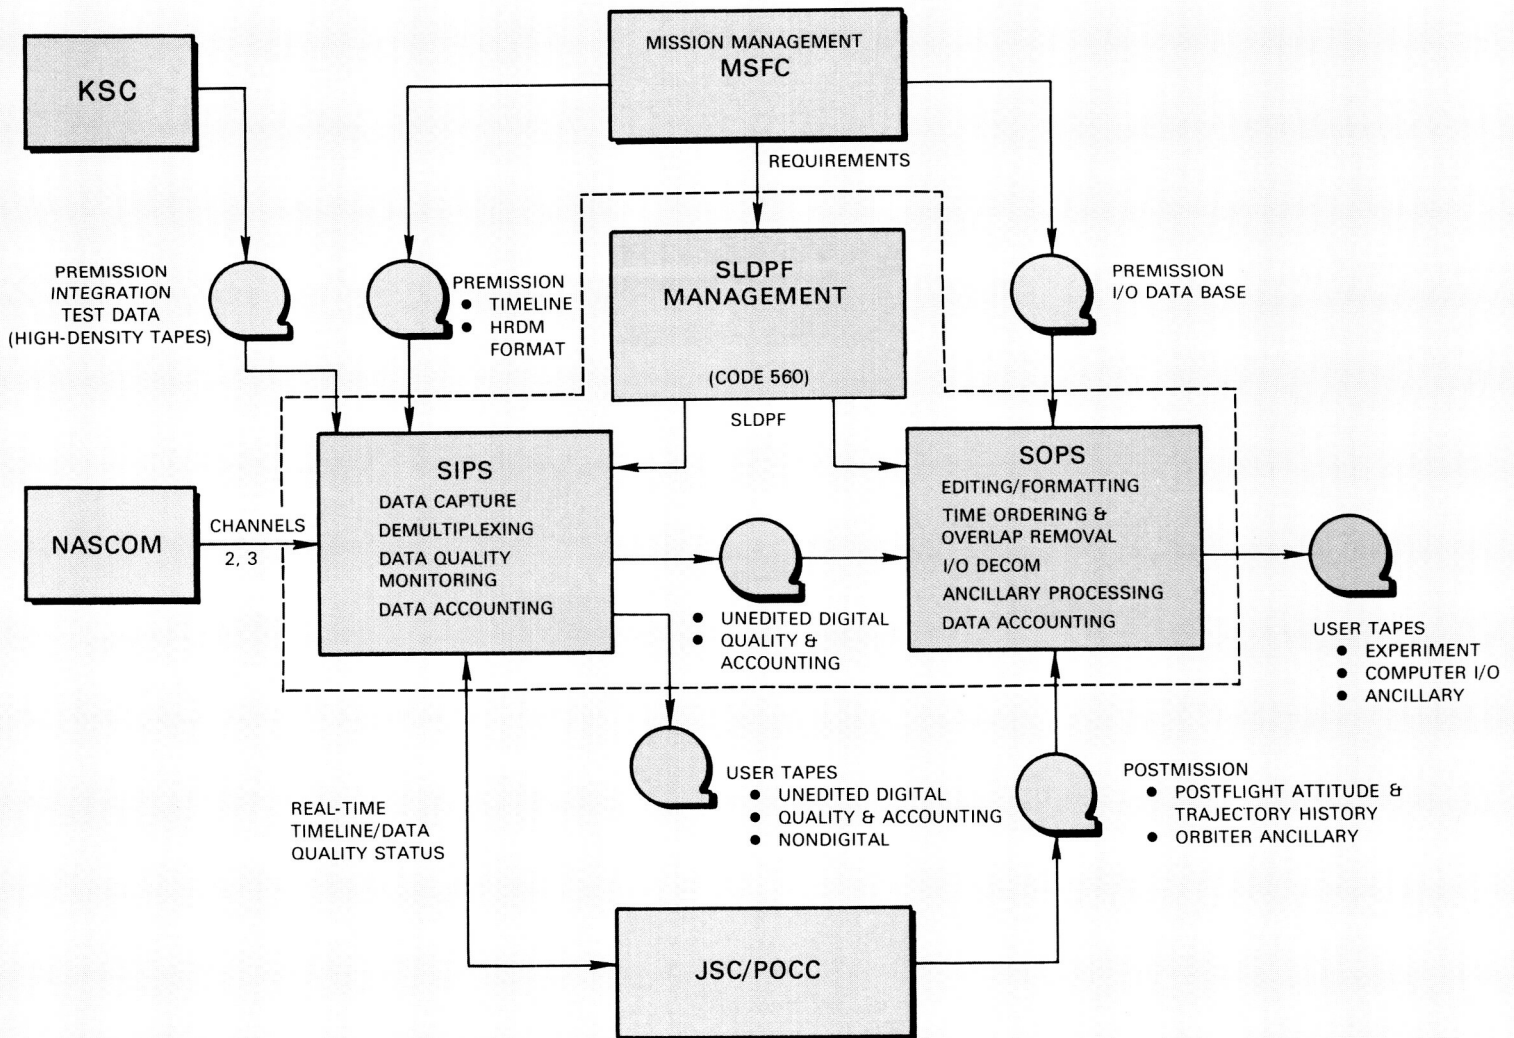 KSC
MISSION MANAGEMENT
MSFC
REQUIREMENTS
PREMISSION
INTEGRATION
TEST DATA
(HIGH-DENSITY TAPES)
PREMISSION
● TIMELINE
● HRDM
FORMAT
SLDPF
MANAGEMENT
(CODE 560)
PREMISSION
I/O DATA BASE
SLDPF
NASCOM
CHANNELS
2, 3
SIPS
DATA CAPTURE
DEMULTIPLEXING
DATA QUALITY
MONITORING
DATA ACCOUNTING
● UNEDITED DIGITAL
● QUALITY &
ACCOUNTING
SOPS
EDITING/FORMATTING
TIME ORDERING &
OVERLAP REMOVAL
I/O DECOM
ANCILLARY PROCESSING
DATA ACCOUNTING
USER TAPES
● EXPERIMENT
● COMPUTER I/O
● ANCILLARY
REAL-TIME
TIMELINE/DATA
QUALITY STATUS
USER TAPES
● UNEDITED DIGITAL
● QUALITY & ACCOUNTING
● NONDIGITAL
POSTMISSION
● POSTFLIGHT ATTITUDE &
TRAJECTORY HISTORY
● ORBITER ANCILLARY
JSC/POCC